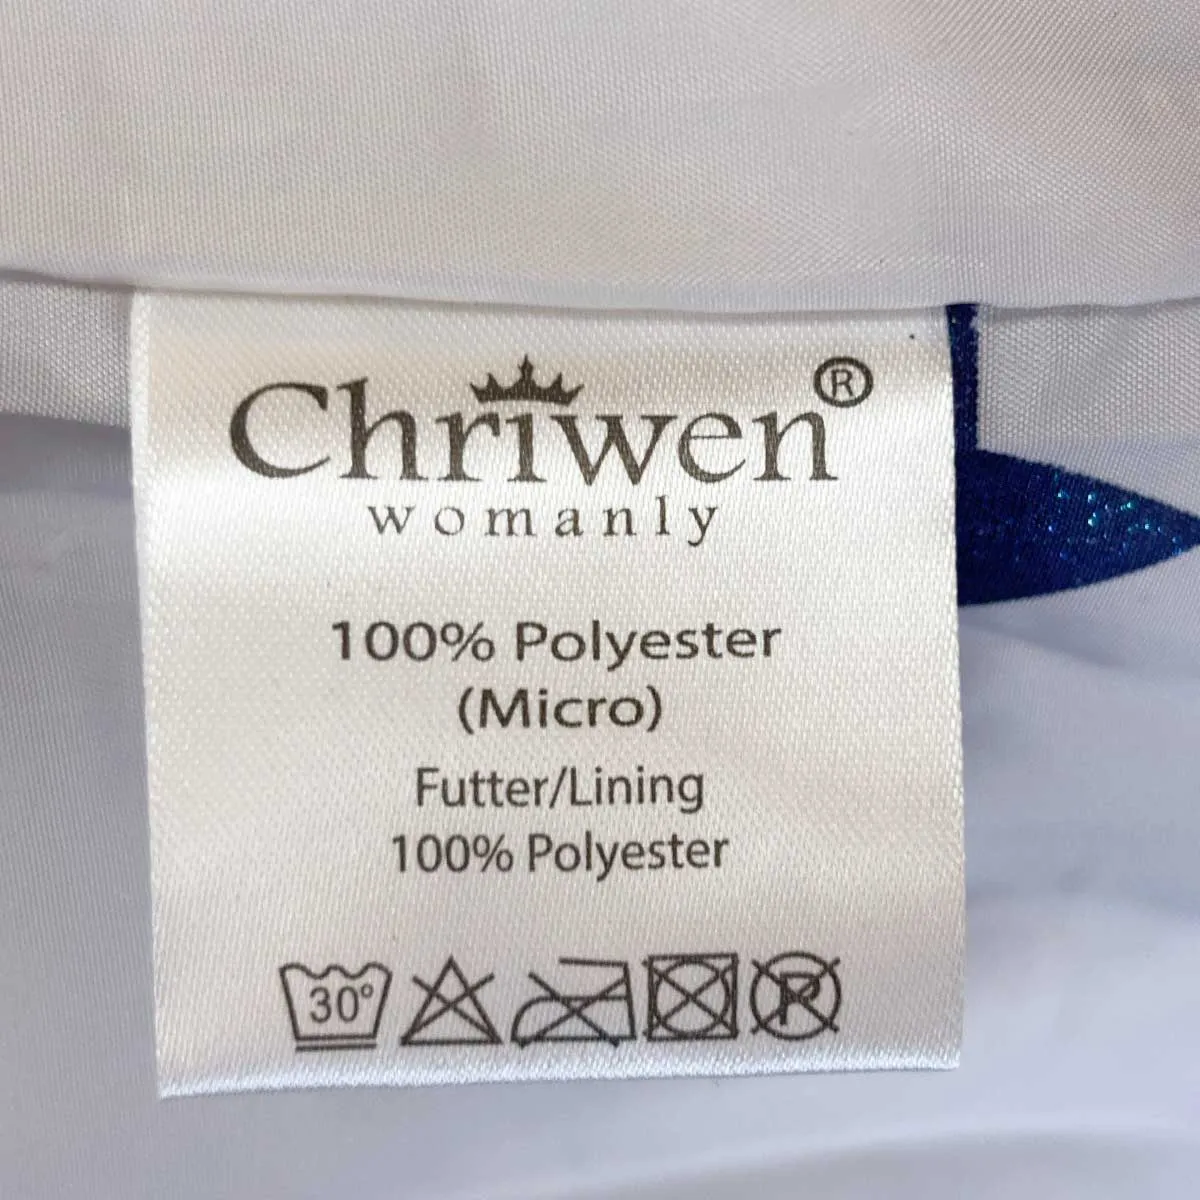 Chriwen®
womanly
100% Polyester
(Micro)
Futter/Lining
100% Polyester
30° P